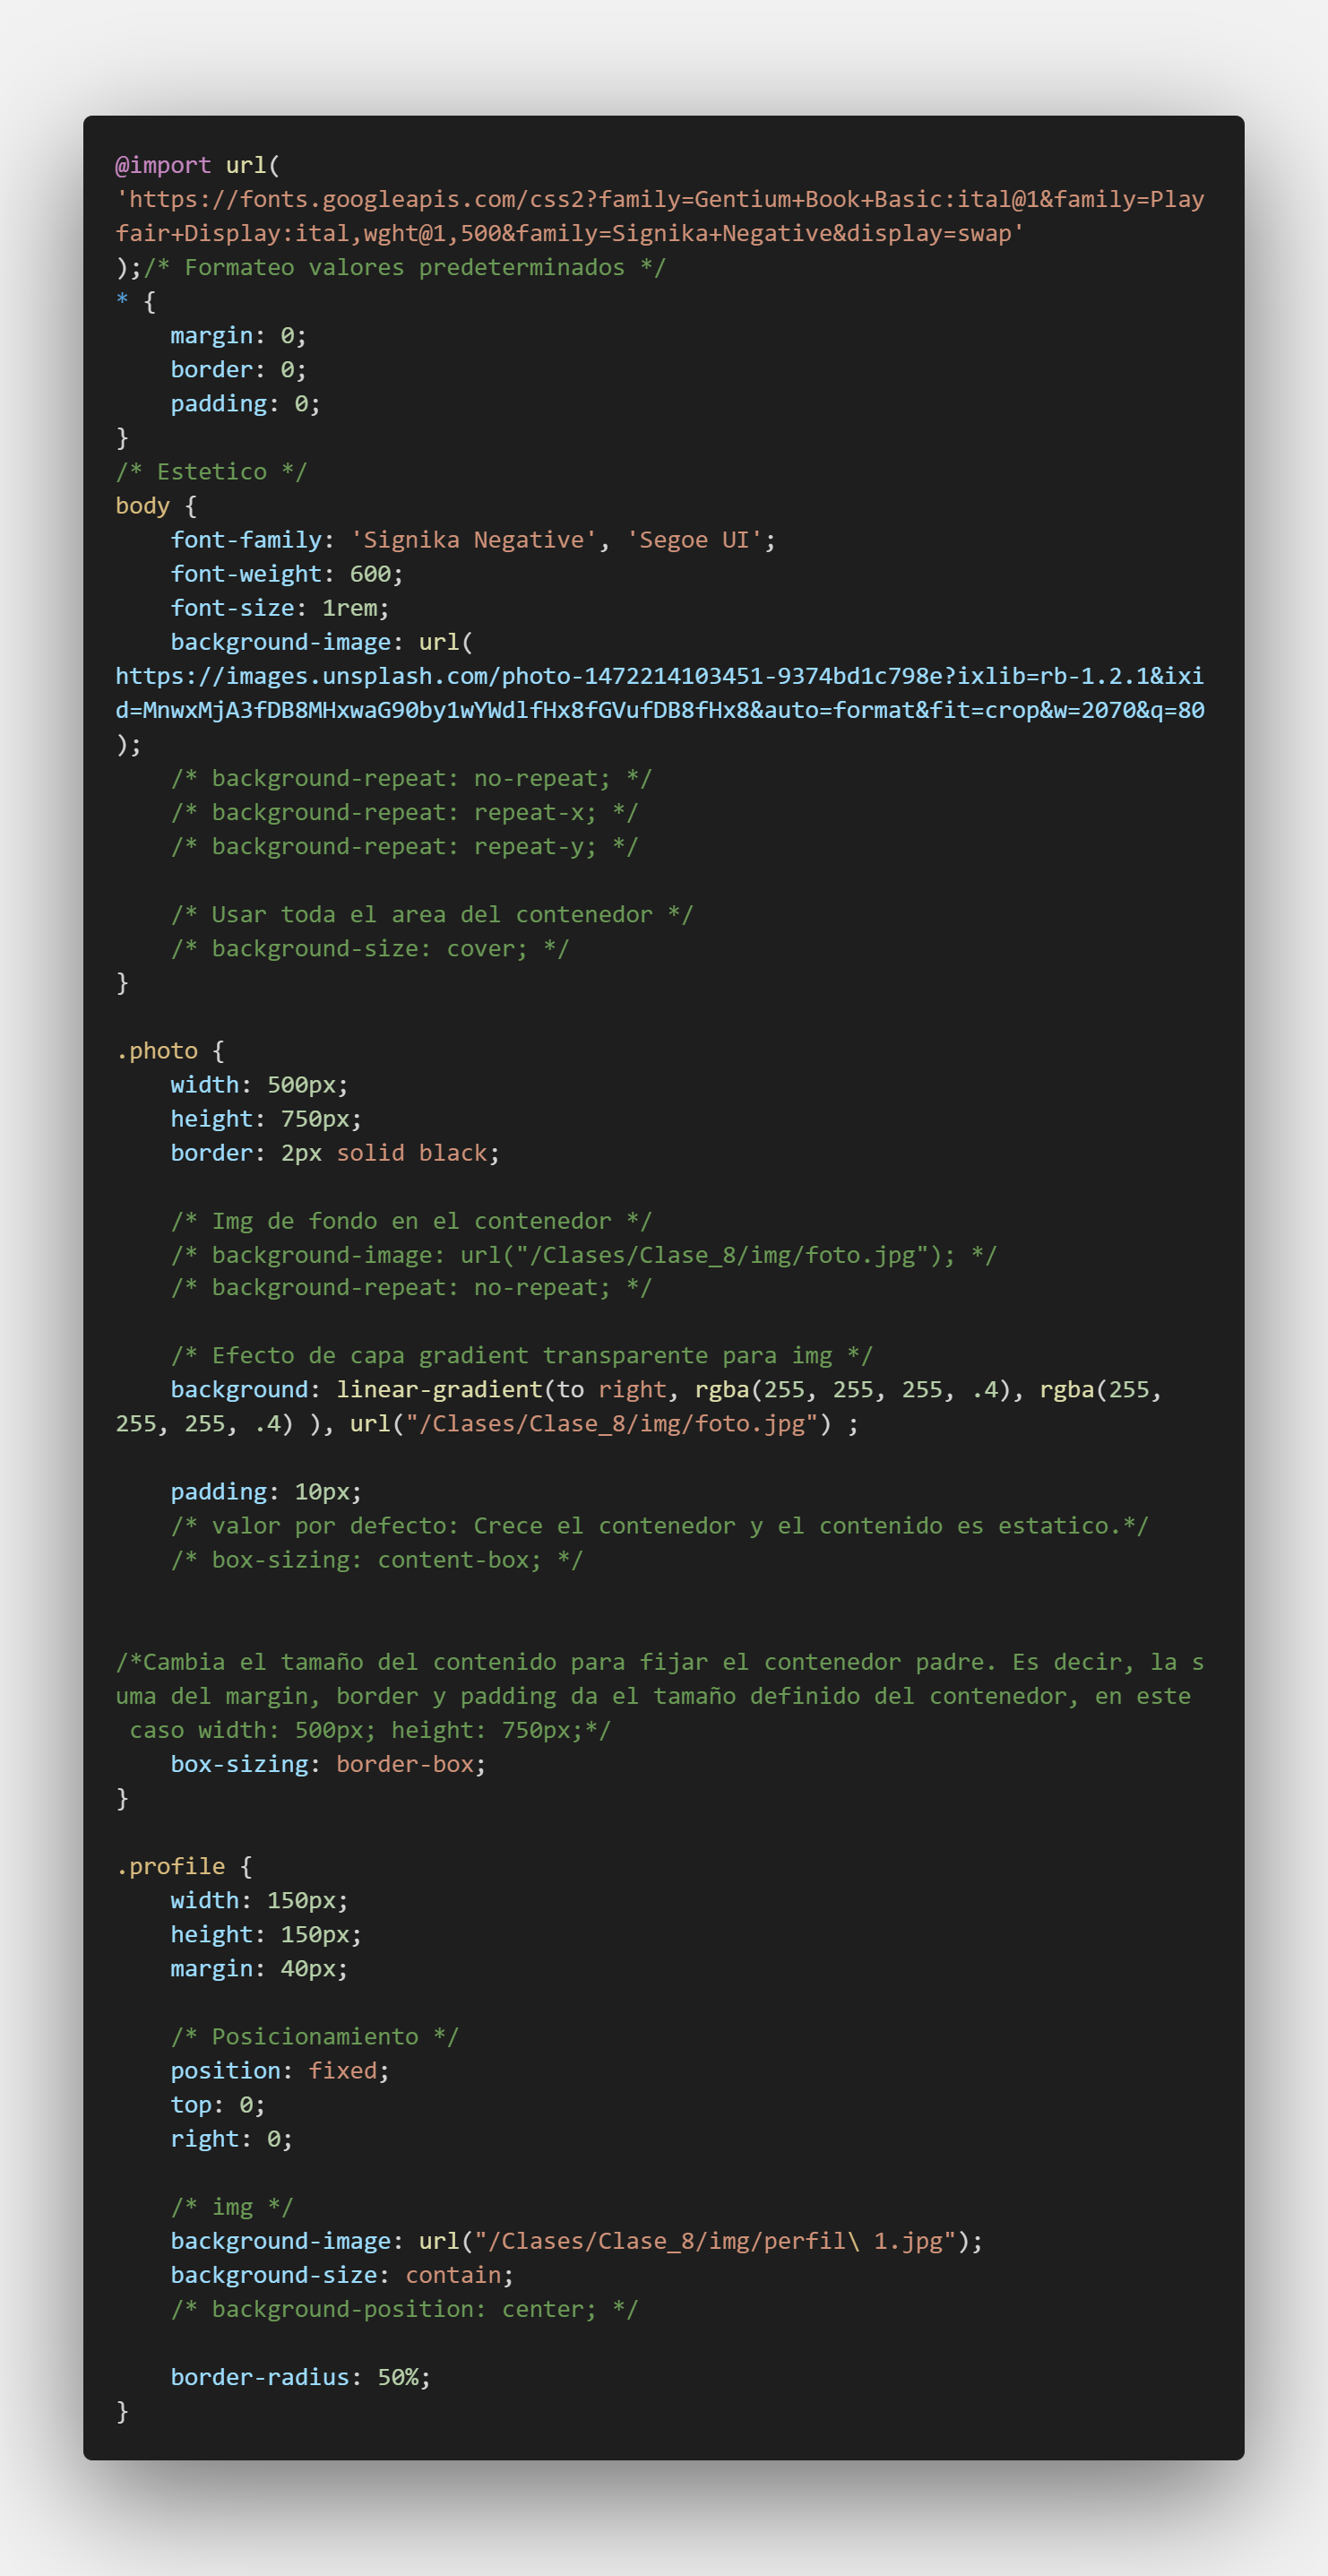 @import url(
'https://fonts.googleapis.com/css2?family=Gentium+Book+Basic:ital@1&family=Play
fair+Display:ital,wght@1,500&family=Signika+Negative&display=swap'
);/* Formateo valores predeterminados */
* {
    margin: 0;
    border: 0;
    padding: 0;
}
/* Estetico */
body {
    font-family: 'Signika Negative', 'Segoe UI';
    font-weight: 600;
    font-size: 1rem;
    background-image: url(
https://images.unsplash.com/photo-1472214103451-9374bd1c798e?ixlib=rb-1.2.1&ixi
d=MnwxMjA3fDB8MHxwaG90by1wYWdlfHx8fGVufDB8fHx8&auto=format&fit=crop&w=2070&q=80
);
    /* background-repeat: no-repeat; */
    /* background-repeat: repeat-x; */
    /* background-repeat: repeat-y; */

    /* Usar toda el area del contenedor */
    /* background-size: cover; */
}

.photo {
    width: 500px;
    height: 750px;
    border: 2px solid black;

    /* Img de fondo en el contenedor */
    /* background-image: url("/Clases/Clase_8/img/foto.jpg"); */
    /* background-repeat: no-repeat; */

    /* Efecto de capa gradient transparente para img */
    background: linear-gradient(to right, rgba(255, 255, 255, .4), rgba(255,
255, 255, .4) ), url("/Clases/Clase_8/img/foto.jpg") ;

    padding: 10px;
    /* valor por defecto: Crece el contenedor y el contenido es estatico.*/
    /* box-sizing: content-box; */


/*Cambia el tamaño del contenido para fijar el contenedor padre. Es decir, la s
uma del margin, border y padding da el tamaño definido del contenedor, en este
 caso width: 500px; height: 750px;*/
    box-sizing: border-box;
}

.profile {
    width: 150px;
    height: 150px;
    margin: 40px;

    /* Posicionamiento */
    position: fixed;
    top: 0;
    right: 0;

    /* img */
    background-image: url("/Clases/Clase_8/img/perfil\ 1.jpg");
    background-size: contain;
    /* background-position: center; */

    border-radius: 50%;
}